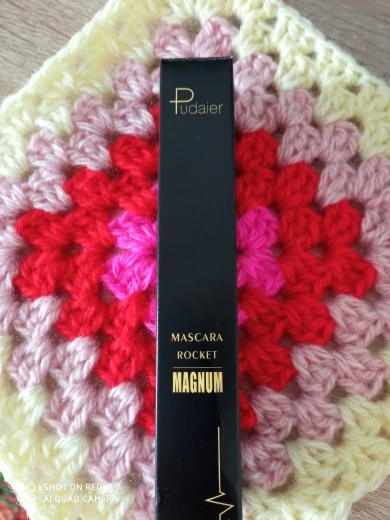 Pudaier
MASCARA
ROCKET
MAGNUM
SHOT ON REDMI 9
AI QUAD CAMERA